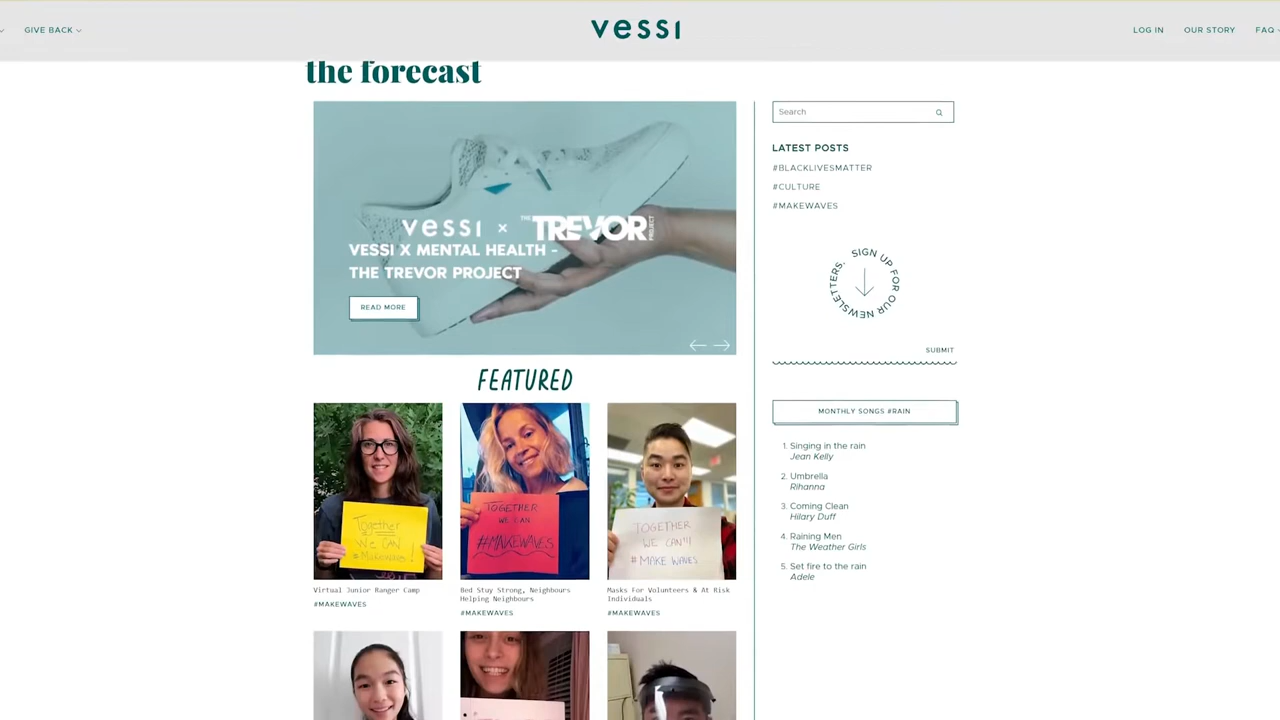 GIVE BACK
vessi
LOG IN
OUR STORY
FAQ
the forecast
vessi × THE TREVOR PROJECT
VESSI X MENTAL HEALTH -
THE TREVOR PROJECT
READ MORE
Search
LATEST POSTS
#BLACKLIVESMATTER
#CULTURE
#MAKEWAVES
SIGN UP FOR OUR NEWSLETTERS.
SUBMIT
MONTHLY SONGS #RAIN
1. Singing in the rain
Jean Kelly
2. Umbrella
Rihanna
3. Coming Clean
Hilary Duff
4. Raining Men
The Weather Girls
5. Set fire to the rain
Adele
FEATURED
Together
WE CAN
#Makewaves!
TOGETHER
WE CAN
#MAKEWAVES
TOGETHER
WE CAN!!!
#MAKE WAVES
Virtual Junior Ranger Camp
#MAKEWAVES
Bed Stuy Strong, Neighbours
Helping Neighbours
#MAKEWAVES
Masks For Volunteers & At Risk
Individuals
#MAKEWAVES